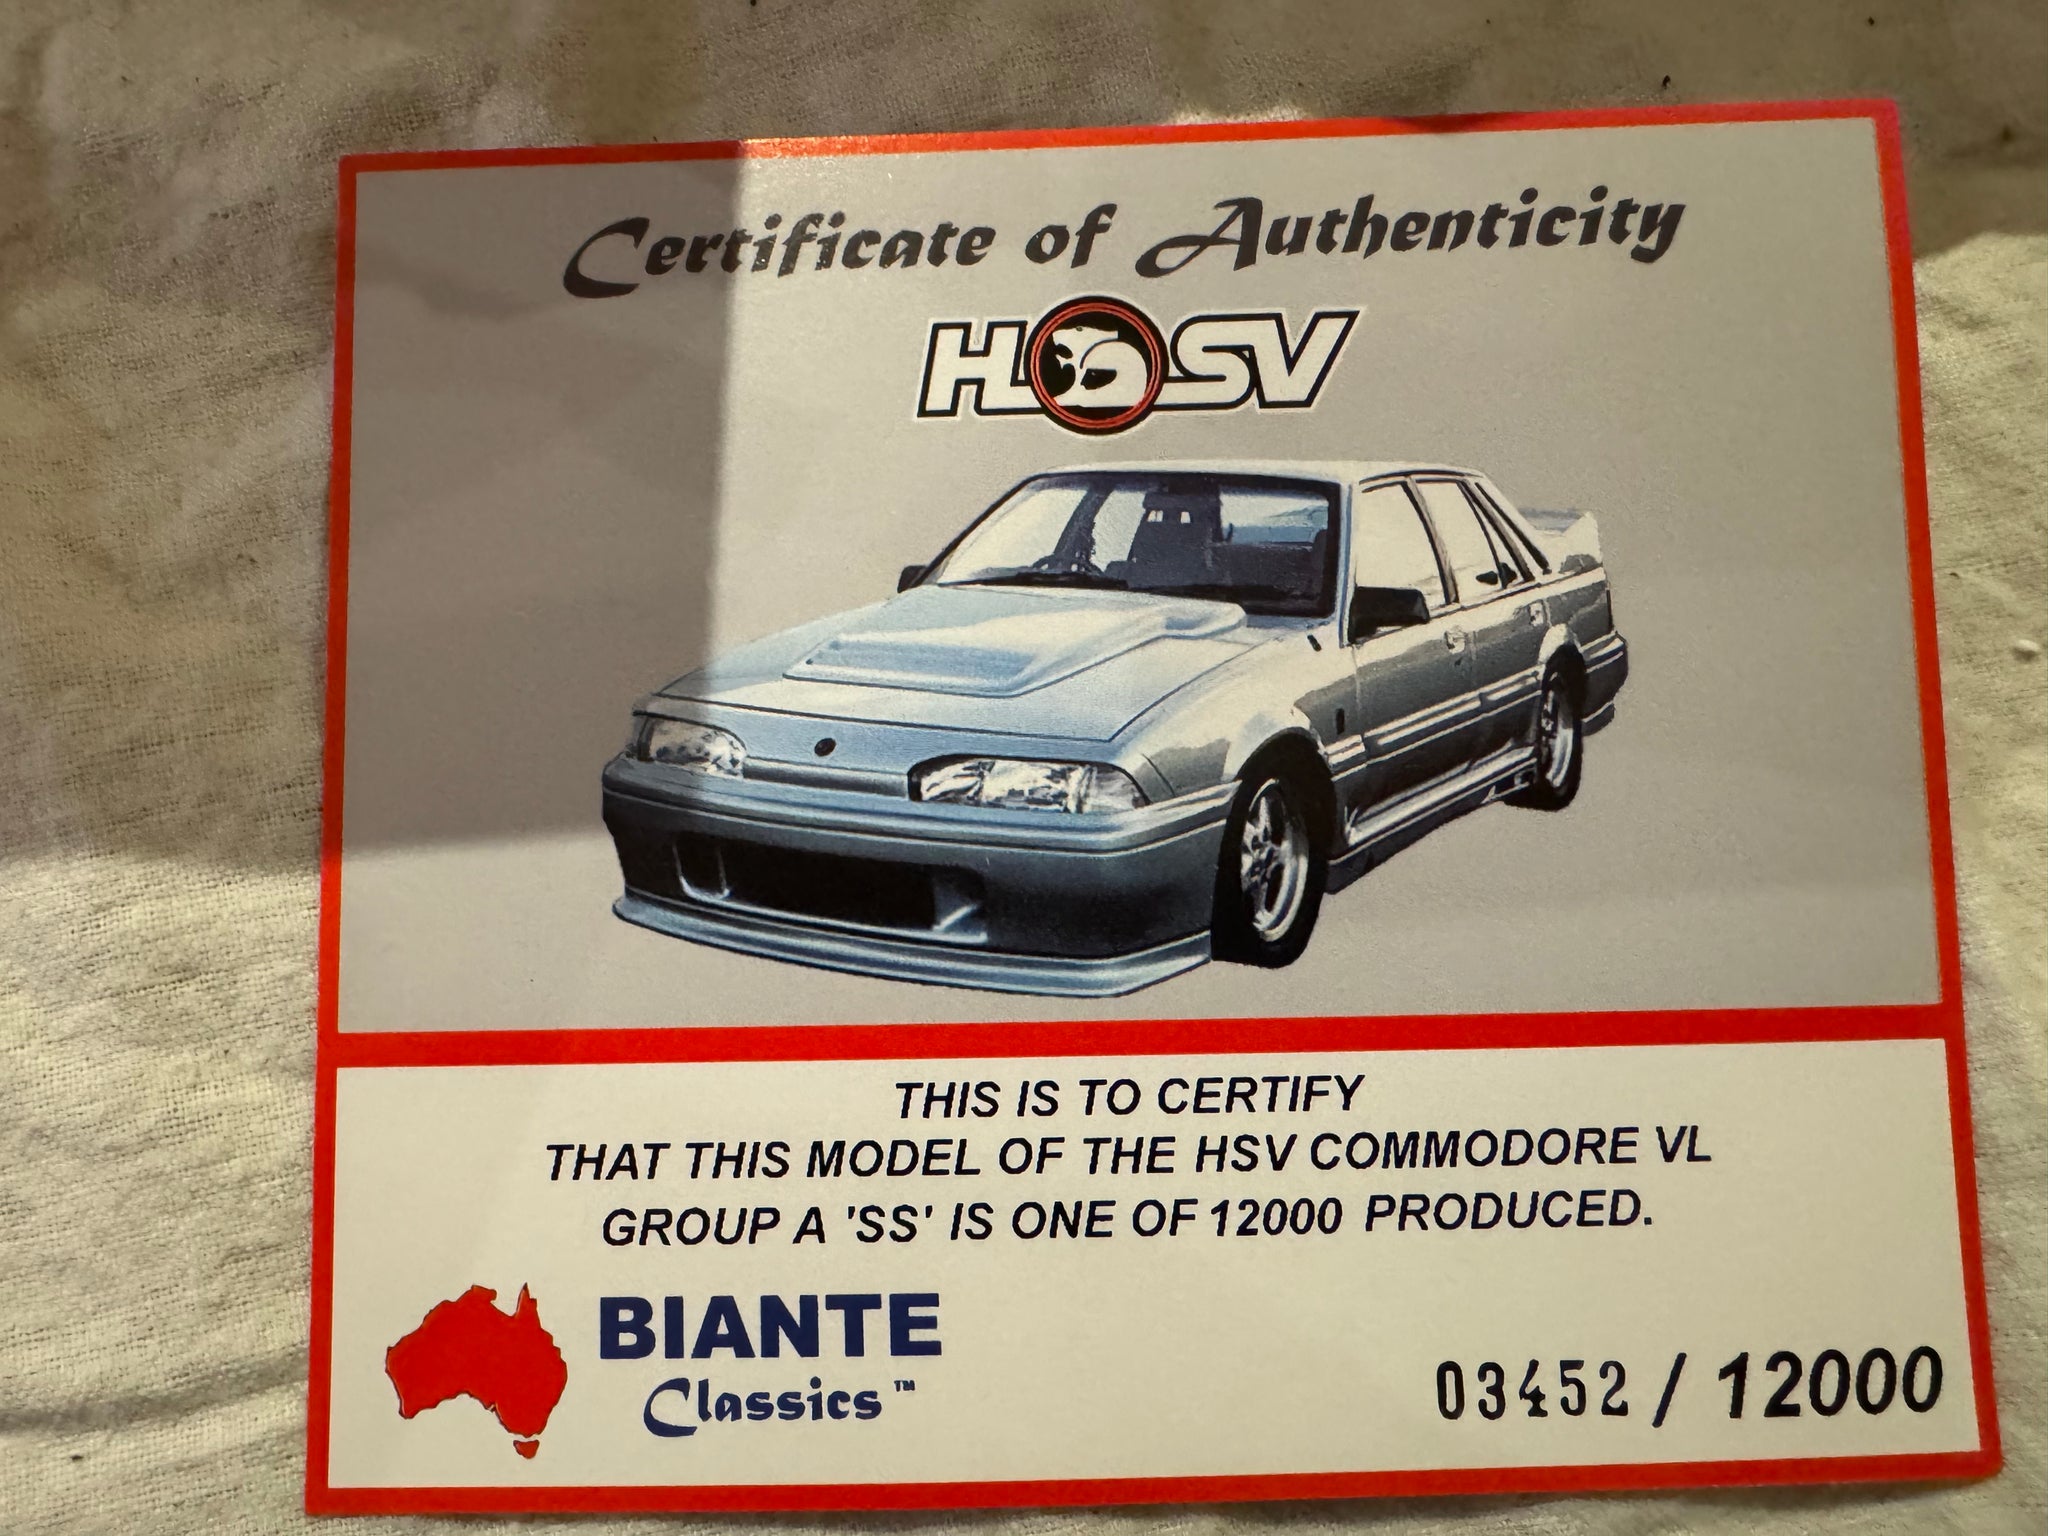 Certificate of Authenticity
HSV
THIS IS TO CERTIFY
THAT THIS MODEL OF THE HSV COMMODORE VL
GROUP A 'SS' IS ONE OF 12000 PRODUCED.
BIANTE
Classics™
03452 / 12000